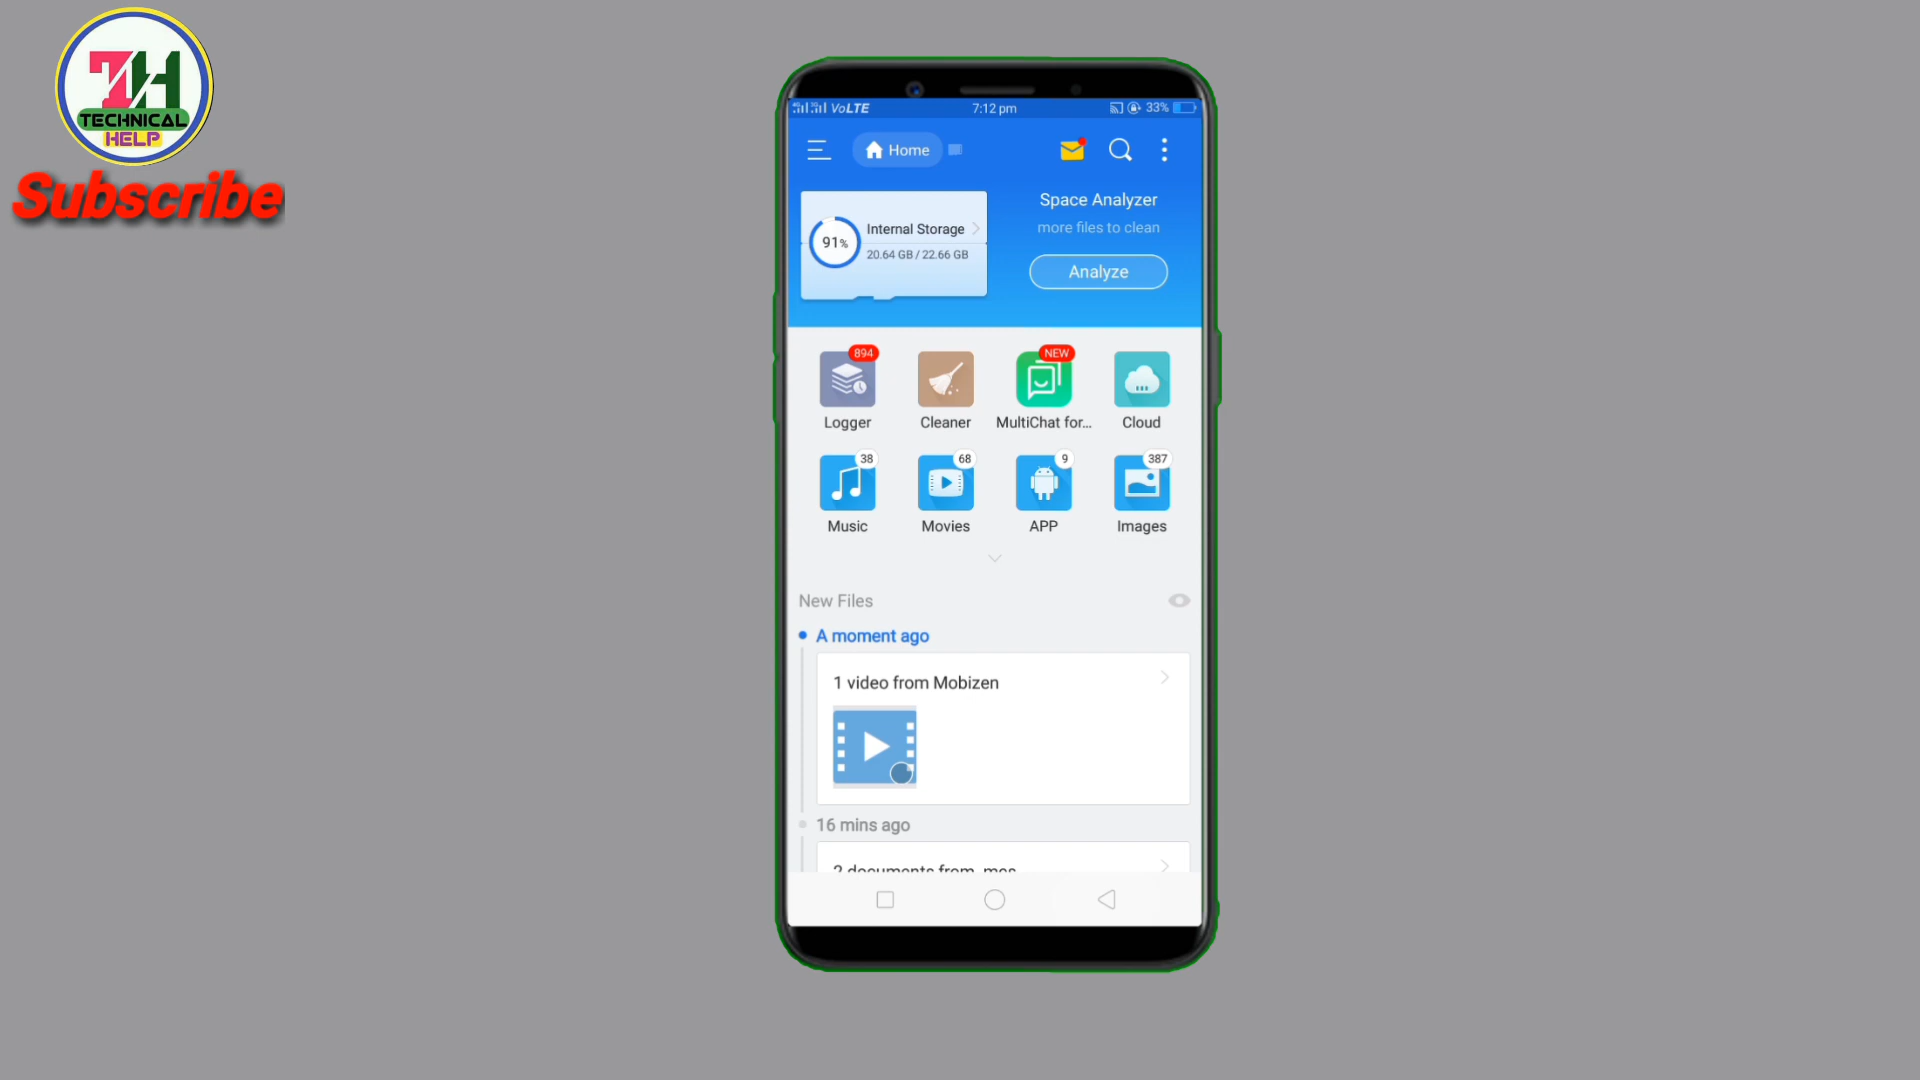 7H
TECHNICAL
HELP
Subscribe
VoLTE
7:12 pm
33%
Home
91%
Internal Storage
20.64 GB / 22.66 GB
Space Analyzer
more files to clean
Analyze
894
NEW
Logger
Cleaner
MultiChat for...
Cloud
38
68
9
387
Music
Movies
APP
Images
New Files
A moment ago
1 video from Mobizen
16 mins ago
2 documents from .mcs